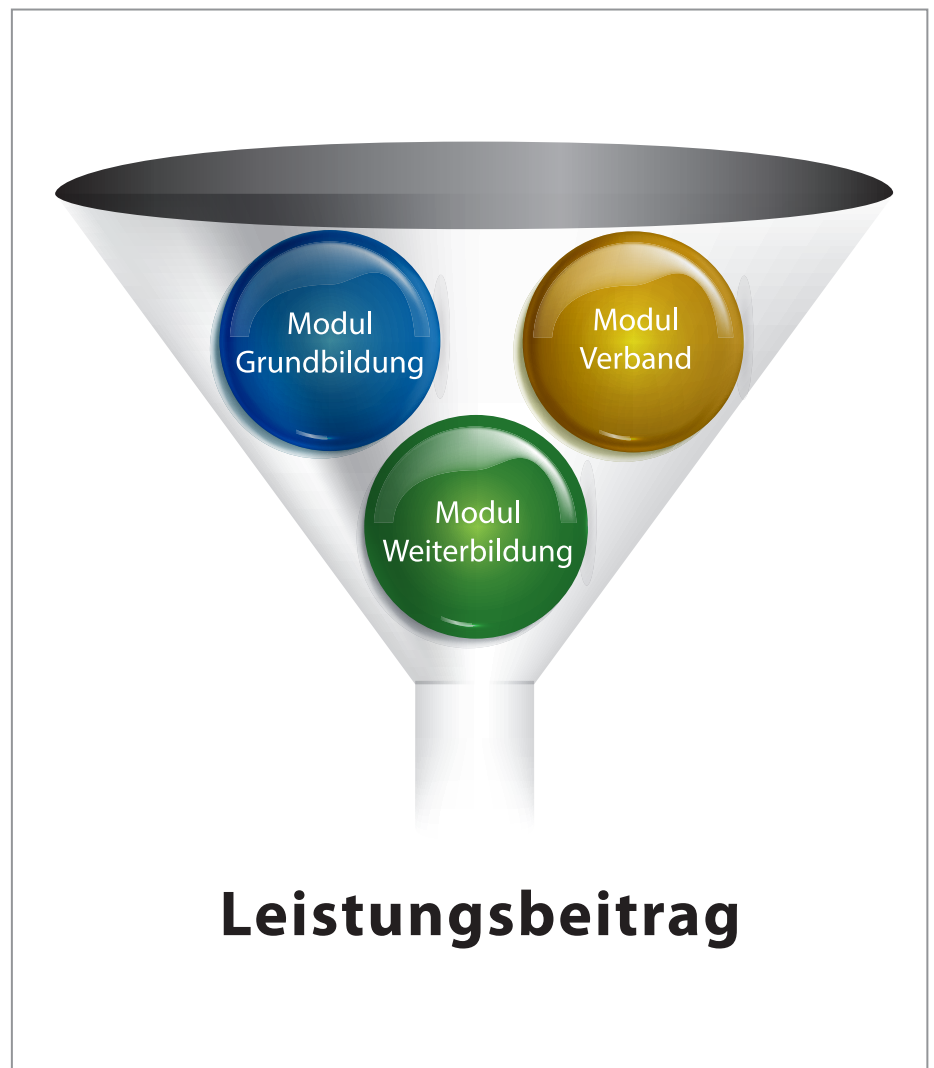 Modul
Grundbildung
Modul
Verband
Modul
Weiterbildung
Leistungsbeitrag